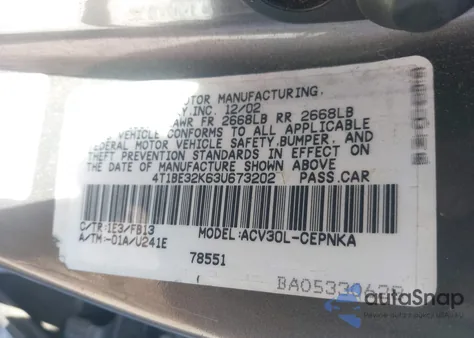 TOR MANUFACTURING,
Y, INC. 12/02
AWR FR 2668LB RR 2668LB
VEHICLE CONFORMS TO ALL APPLICABLE
FEDERAL MOTOR VEHICLE SAFETY, BUMPER, AND
THEFT PREVENTION STANDARDS IN EFFECT ON
THE DATE OF MANUFACTURE SHOWN ABOVE
4T1BE32K63U673202 PASS.CAR
C/TR:1E3/FB13 MODEL:ACV30L-CEPNKA
A/TM:-01A/U241E
78551
autoSnap